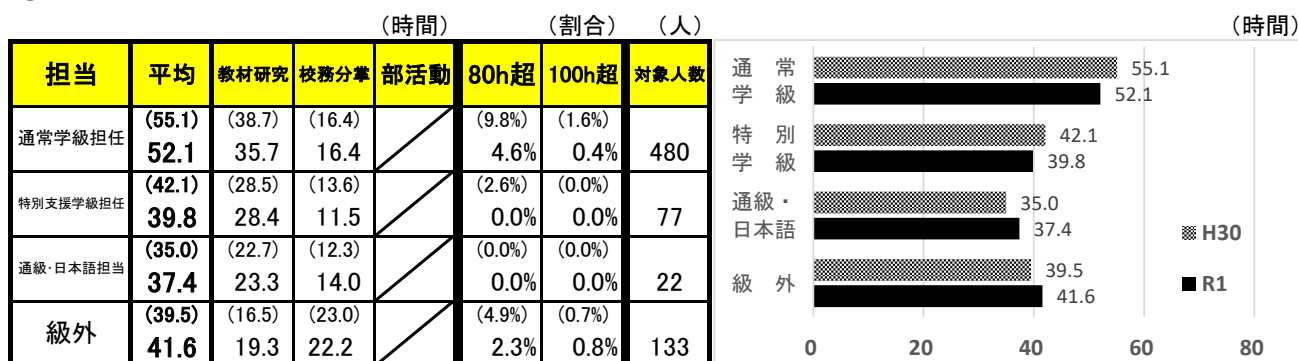 （時間） （割合） （人） （時間）
担当 平均 教材研究 校務分掌 部活動 80h超 100h超 対象人数
通常学級担任 (55.1) (38.7) (16.4) (9.8%) (1.6%)
52.1 35.7 16.4 4.6% 0.4% 480
特別支援学級担任 (42.1) (28.5) (13.6) (2.6%) (0.0%)
39.8 28.4 11.5 0.0% 0.0% 77
通級・日本語担当 (35.0) (22.7) (12.3) (0.0%) (0.0%)
37.4 23.3 14.0 0.0% 0.0% 22
級外 (39.5) (16.5) (23.0) (4.9%) (0.7%)
41.6 19.3 22.2 2.3% 0.8% 133
通 常 55.1
学 級 52.1
特 別 42.1
学 級 39.8
通級・ 35.0
日本語 37.4
級 外 39.5
41.6
H30
R1
0 20 40 60 80